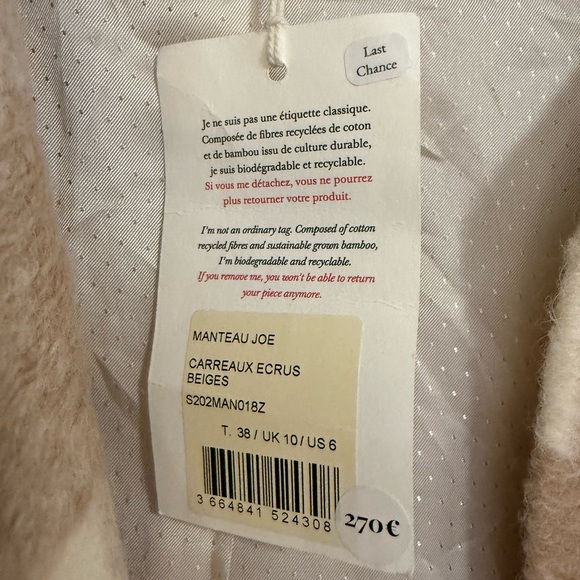 Last
Chance
Je ne suis pas une étiquette classique.
Composée de fibres recyclées de coton
et de bambou issu de culture durable,
je suis biodégradable et recyclable.
Si vous me détachez, vous ne pourrez
plus retourner votre produit.
I'm not an ordinary tag. Composed of cotton
recycled fibres and sustainable grown bamboo,
I'm biodegradable and recyclable.
If you remove me, you won't be able to return
your piece anymore.
MANTEAU JOE
CARREAUX ECRUS
BEIGES
S202MAN018Z
T. 38 / UK 10 / US 6
3 664841 524308
270€